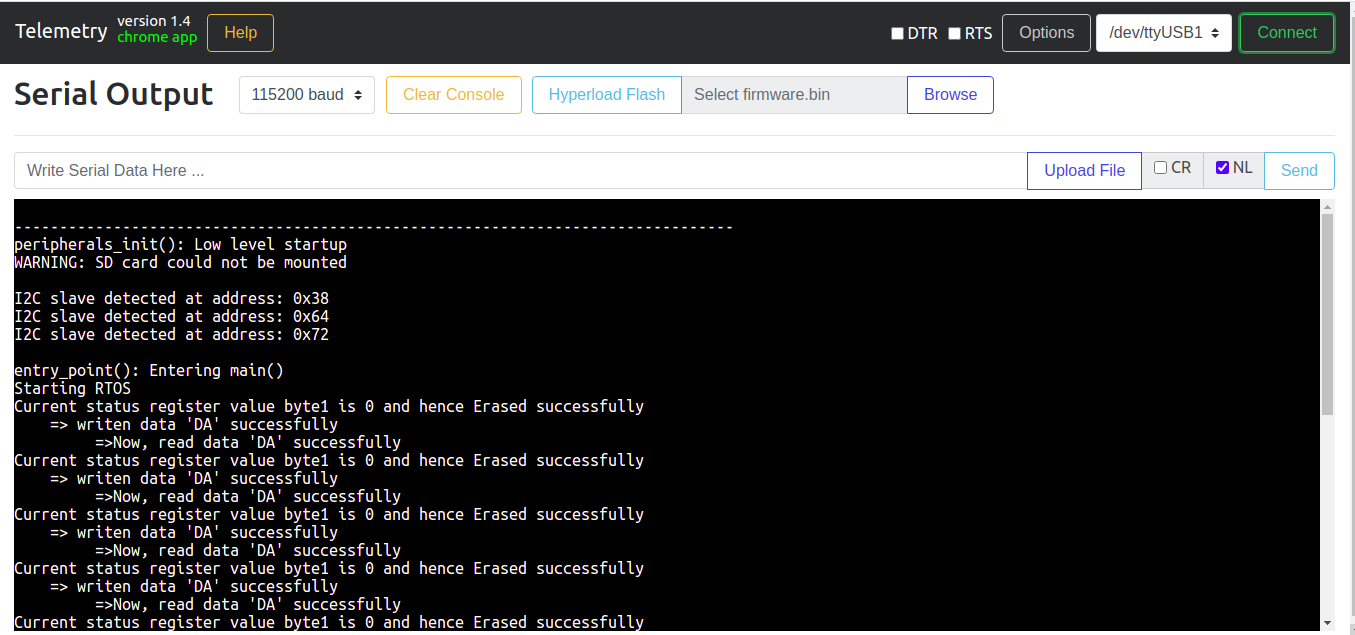 Telemetry version 1.4 Help DTR RTS Options /dev/ttyUSB1 Connect
chrome app
Serial Output 115200 baud Clear Console Hyperload Flash Select firmware.bin Browse
Write Serial Data Here ... Upload File CR NL Send
--------------------------------------------------------------------------------
peripherals_init(): Low level startup
WARNING: SD card could not be mounted
I2C slave detected at address: 0x38
I2C slave detected at address: 0x64
I2C slave detected at address: 0x72
entry_point(): Entering main()
Starting RTOS
Current status register value byte1 is 0 and hence Erased successfully
=> writen data 'DA' successfully
=>Now, read data 'DA' successfully
Current status register value byte1 is 0 and hence Erased successfully
=> writen data 'DA' successfully
=>Now, read data 'DA' successfully
Current status register value byte1 is 0 and hence Erased successfully
=> writen data 'DA' successfully
=>Now, read data 'DA' successfully
Current status register value byte1 is 0 and hence Erased successfully
=> writen data 'DA' successfully
=>Now, read data 'DA' successfully
Current status register value byte1 is 0 and hence Erased successfully